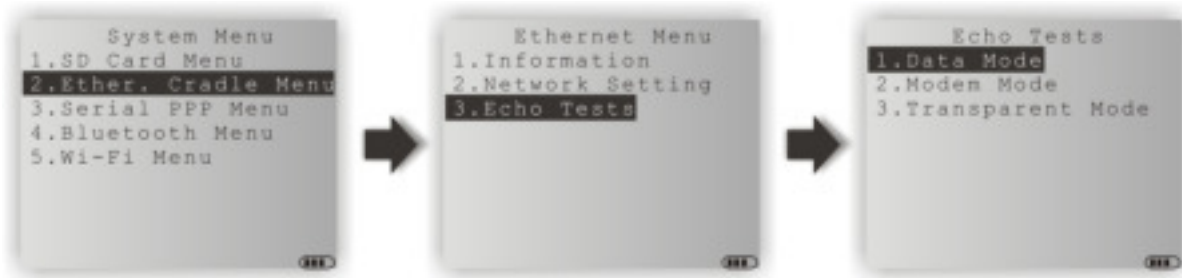 System Menu
1.SD Card Menu
2.Ether. Cradle Menu
3.Serial PPP Menu
4.Bluetooth Menu
5.Wi-Fi Menu
Ethernet Menu
1.Information
2.Network Setting
3.Echo Tests
Echo Tests
1.Data Mode
2.Modem Mode
3.Transparent Mode